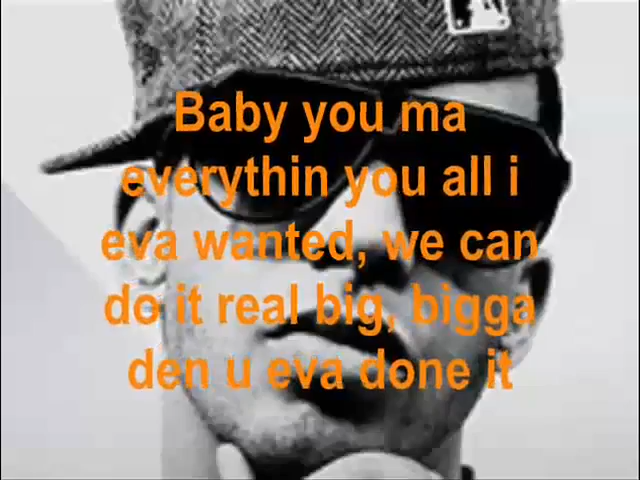 Baby you ma
everythin you all i
eva wanted, we can
do it real big, bigga
den u eva done it